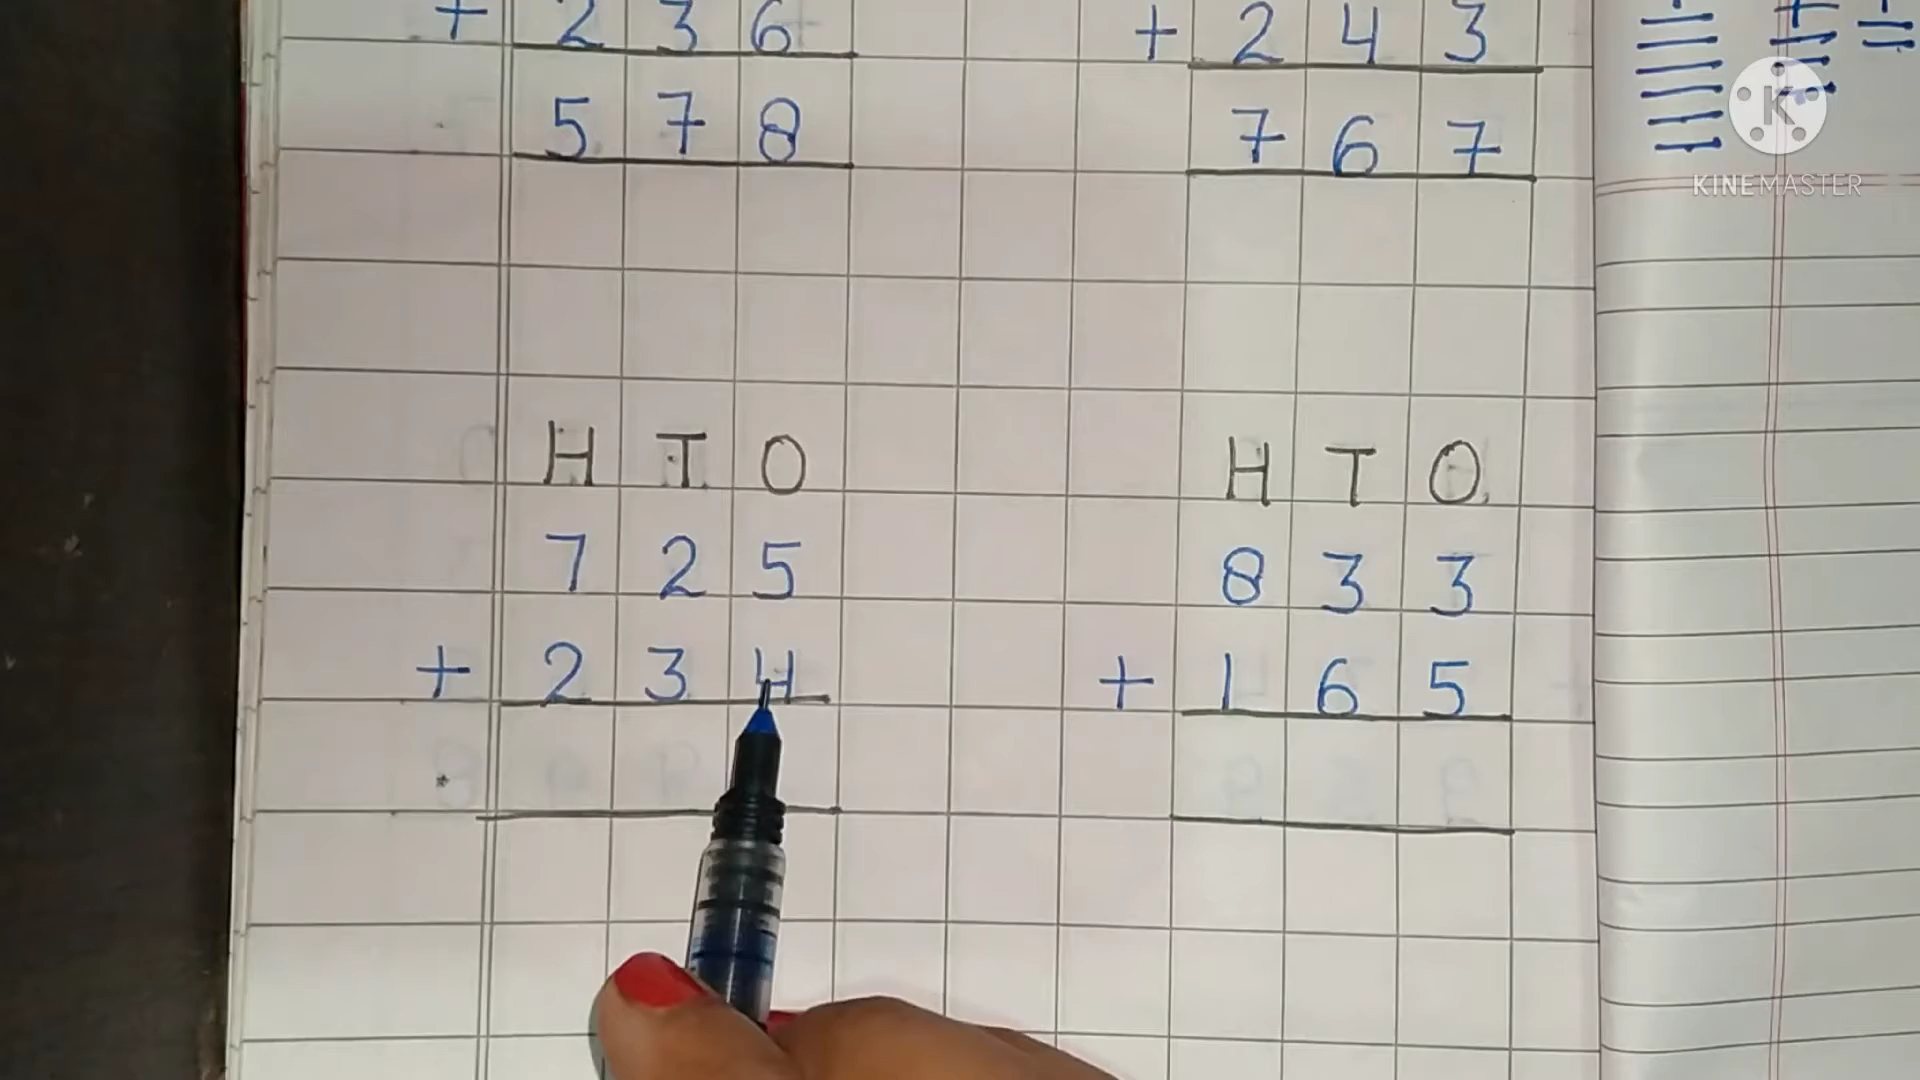 + 2 3 6
5 7 8
+ 2 4 3
7 6 7
KINEMASTER
H T O
7 2 5
+ 2 3 4
H T O
8 3 3
+ 1 6 5